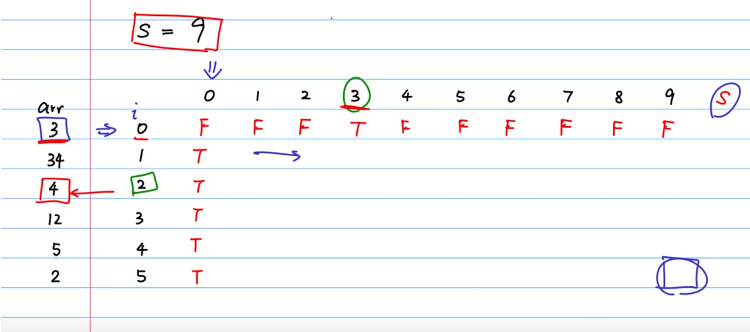 S = 9
0 1 2 3 4 5 6 7 8 9 S
arr i
3 0 F F F T F F F F F F
34 1 T
4 2 T
12 3 T
5 4 T
2 5 T